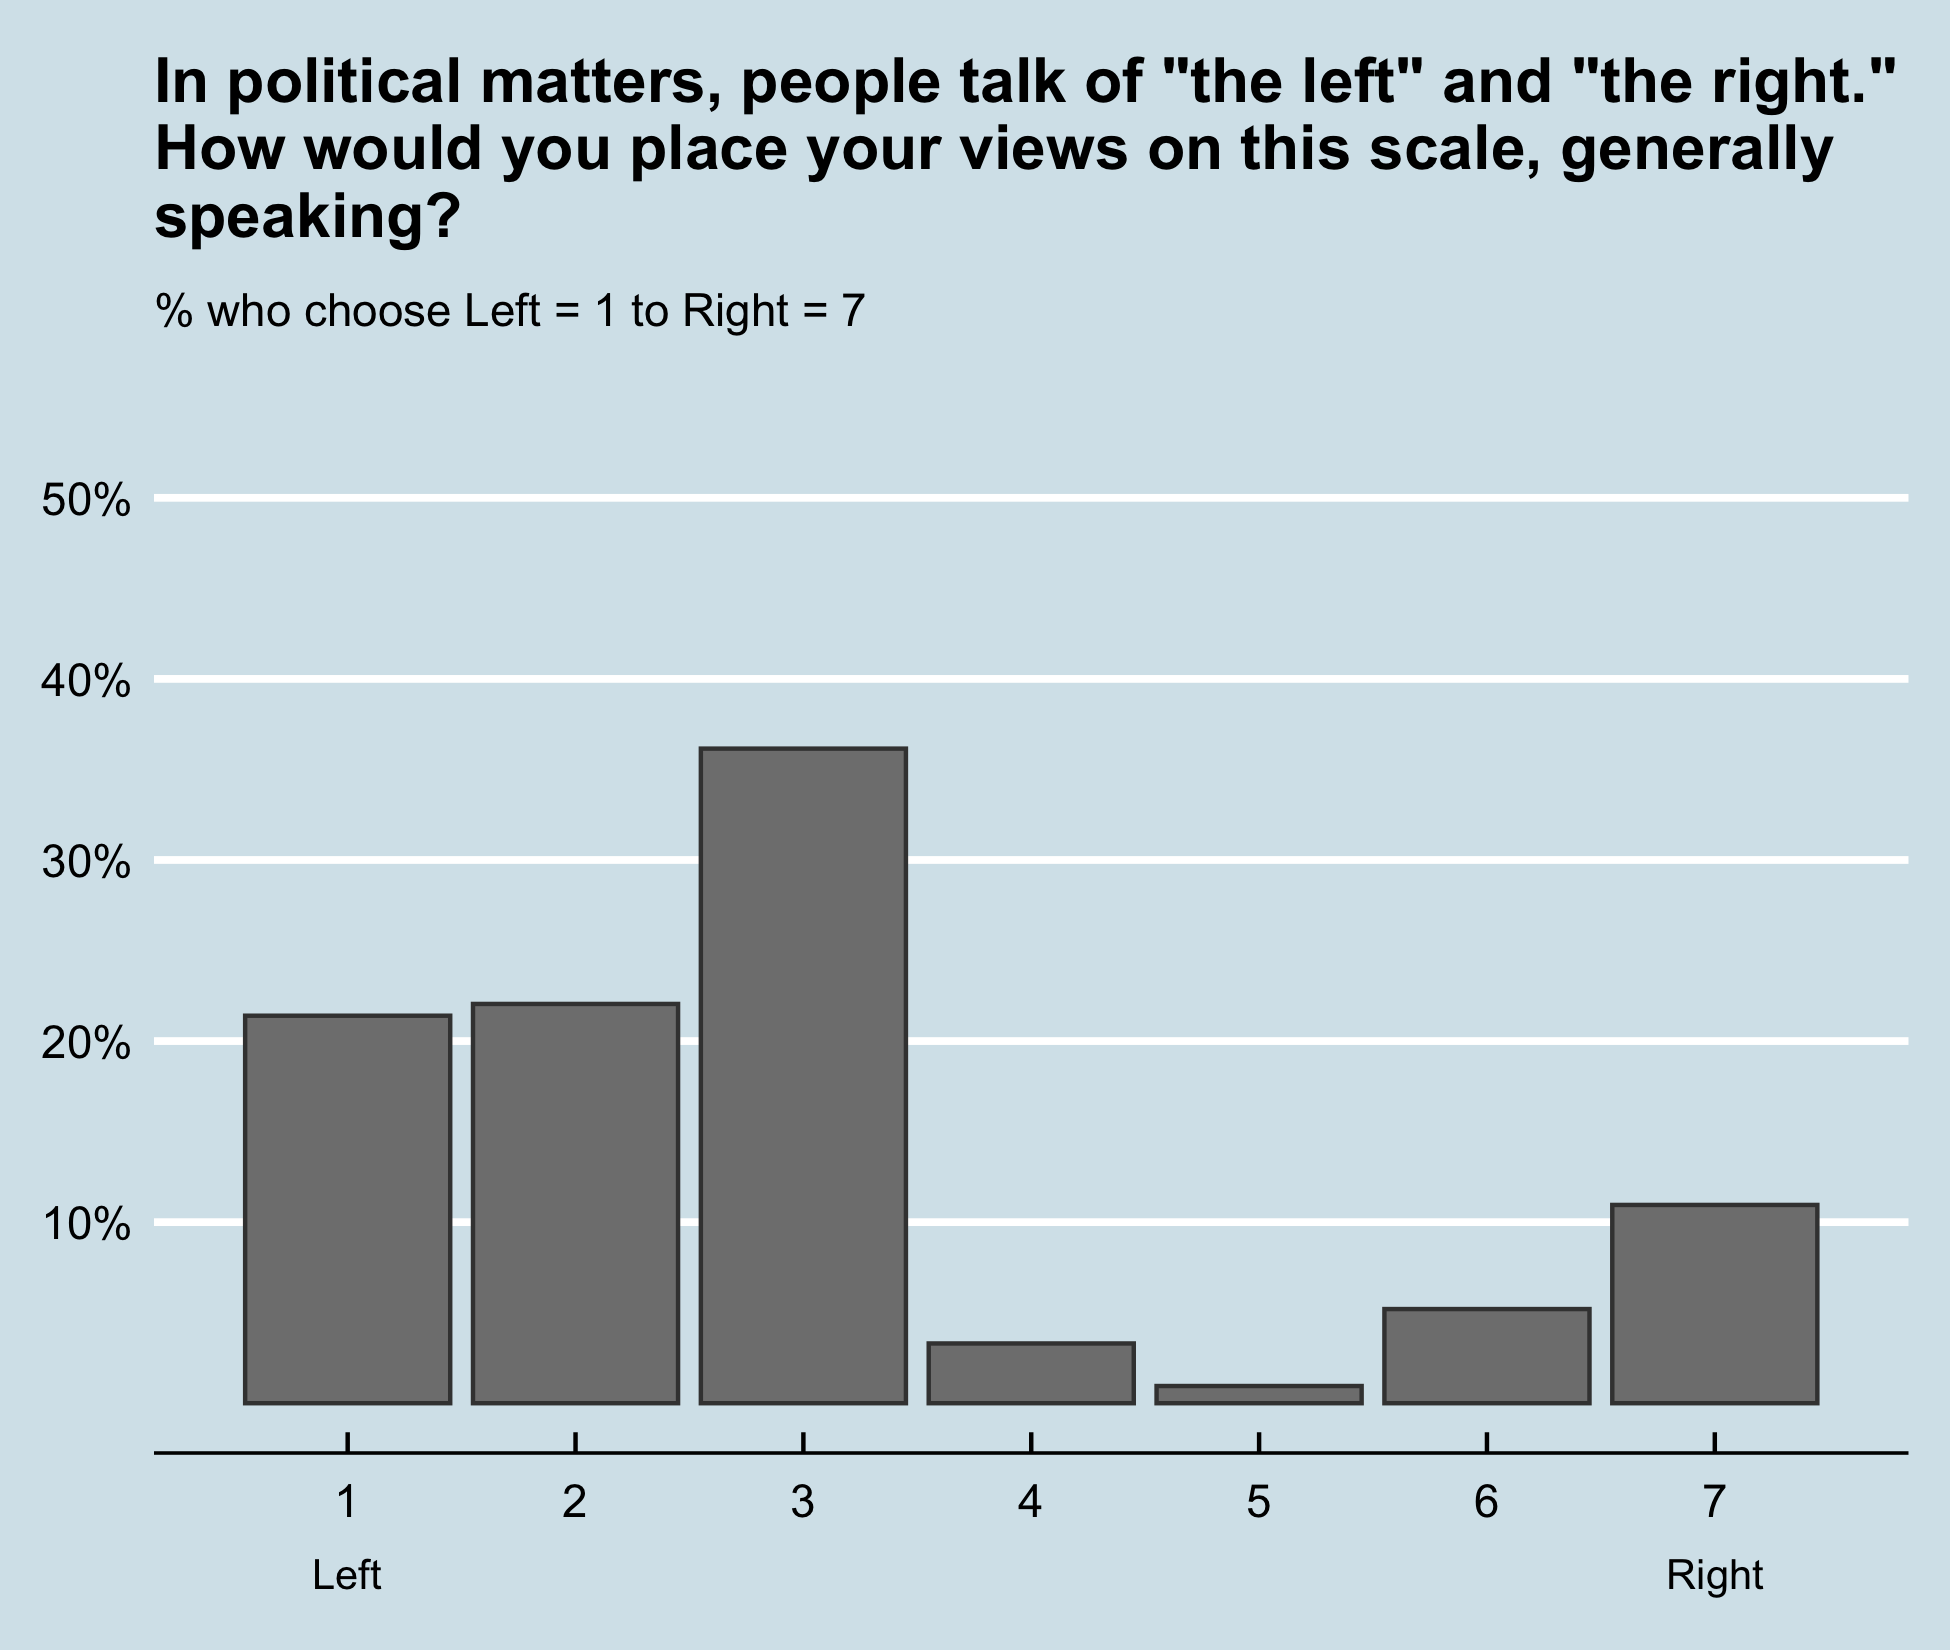 In political matters, people talk of "the left" and "the right."
How would you place your views on this scale, generally
speaking?
% who choose Left = 1 to Right = 7
50%
40%
30%
20%
10%
1 2 3 4 5 6 7
Left Right